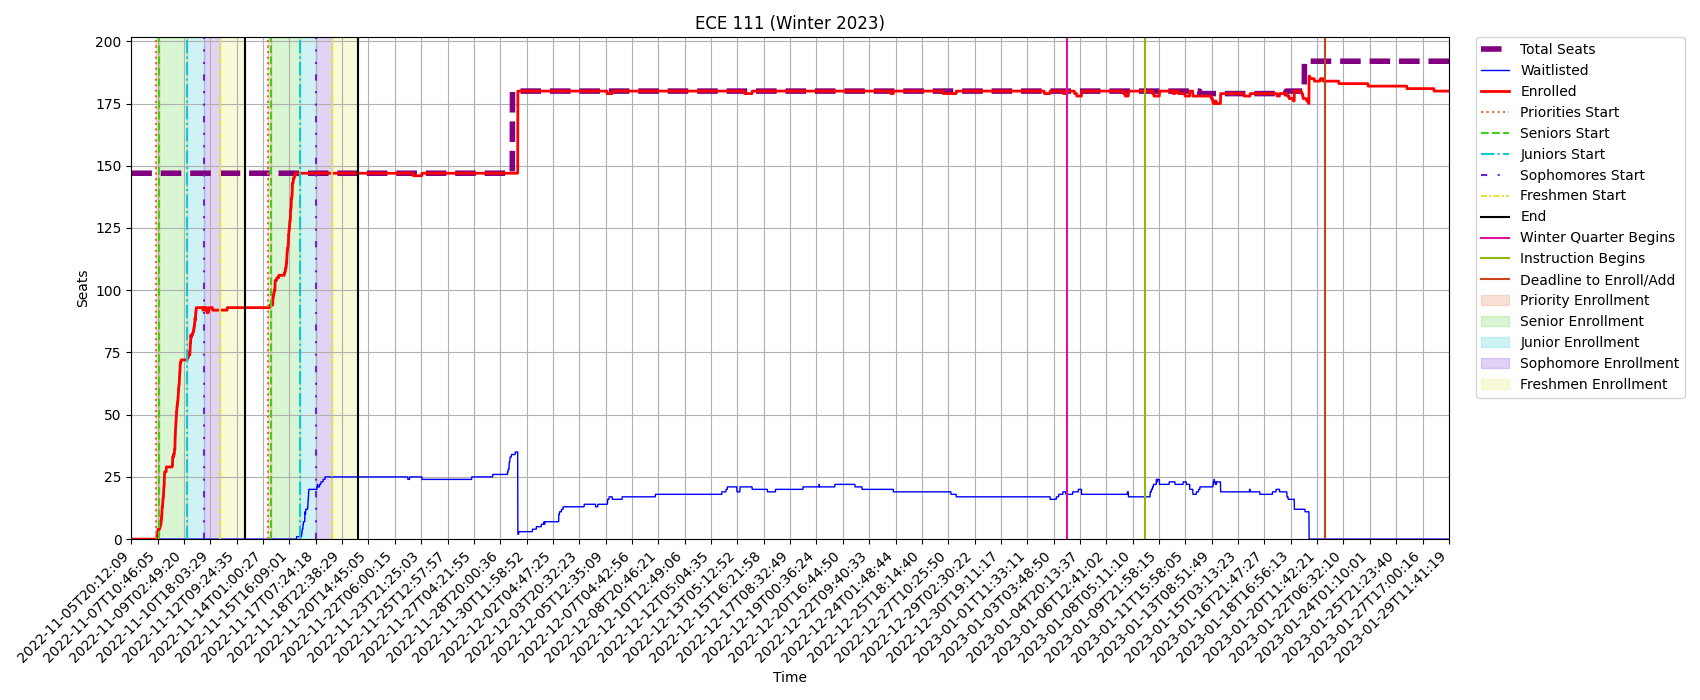 ECE 111 (Winter 2023)
Seats
200
175
150
125
100
75
50
25
0
2022-11-05T20:12:09
2022-11-07T10:46:05
2022-11-09T02:49:20
2022-11-10T18:03:29
2022-11-12T09:24:35
2022-11-14T01:00:27
2022-11-15T16:09:01
2022-11-17T07:24:18
2022-11-18T22:38:29
2022-11-20T14:45:05
2022-11-22T06:00:15
2022-11-23T21:25:03
2022-11-25T12:57:57
2022-11-27T04:21:55
2022-11-28T20:00:36
2022-11-30T11:58:52
2022-12-02T04:47:25
2022-12-03T20:32:23
2022-12-05T12:35:09
2022-12-07T04:42:56
2022-12-08T20:46:21
2022-12-10T12:49:06
2022-12-12T05:04:35
2022-12-13T05:12:52
2022-12-15T16:21:58
2022-12-17T08:32:49
2022-12-19T00:36:24
2022-12-20T16:44:50
2022-12-22T09:40:33
2022-12-24T01:48:44
2022-12-25T18:14:40
2022-12-27T10:25:50
2022-12-29T02:30:22
2022-12-30T19:11:17
2023-01-01T11:33:11
2023-01-03T03:48:50
2023-01-04T20:13:37
2023-01-06T12:41:02
2023-01-08T05:11:10
2023-01-09T21:58:15
2023-01-11T15:58:05
2023-01-13T08:51:49
2023-01-15T03:13:23
2023-01-16T21:47:27
2023-01-18T16:56:13
2023-01-20T11:42:21
2023-01-22T06:32:10
2023-01-24T01:10:01
2023-01-25T21:23:40
2023-01-27T17:00:16
2023-01-29T11:41:19
Time
Total Seats
Waitlisted
Enrolled
Priorities Start
Seniors Start
Juniors Start
Sophomores Start
Freshmen Start
End
Winter Quarter Begins
Instruction Begins
Deadline to Enroll/Add
Priority Enrollment
Senior Enrollment
Junior Enrollment
Sophomore Enrollment
Freshmen Enrollment